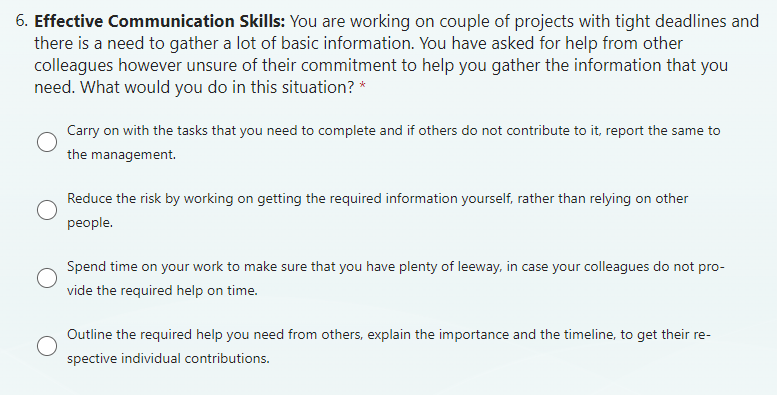 6. Effective Communication Skills: You are working on couple of projects with tight deadlines and
there is a need to gather a lot of basic information. You have asked for help from other
colleagues however unsure of their commitment to help you gather the information that you
need. What would you do in this situation? *
Carry on with the tasks that you need to complete and if others do not contribute to it, report the same to
the management.
Reduce the risk by working on getting the required information yourself, rather than relying on other
people.
Spend time on your work to make sure that you have plenty of leeway, in case your colleagues do not pro-
vide the required help on time.
Outline the required help you need from others, explain the importance and the timeline, to get their re-
spective individual contributions.